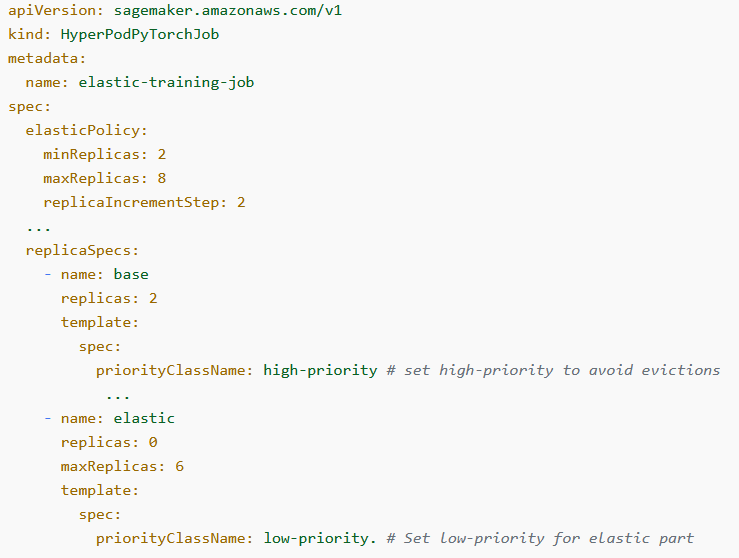 apiVersion: sagemaker.amazonaws.com/v1
kind: HyperPodPyTorchJob
metadata:
  name: elastic-training-job
spec:
  elasticPolicy:
    minReplicas: 2
    maxReplicas: 8
    replicaIncrementStep: 2
  ...
  replicaSpecs:
    - name: base
      replicas: 2
      template:
        spec:
          priorityClassName: high-priority # set high-priority to avoid evictions
           ...
    - name: elastic
      replicas: 0
      maxReplicas: 6
      template:
        spec:
          priorityClassName: low-priority. # Set low-priority for elastic part